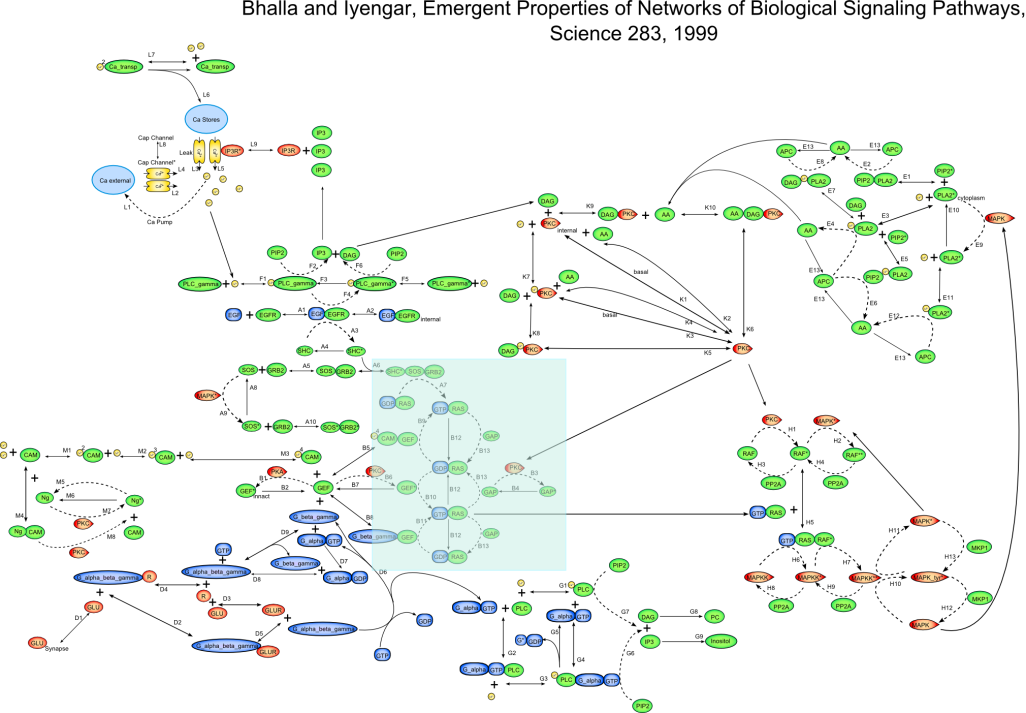 Bhalla and Iyengar, Emergent Properties of Networks of Biological Signaling Pathways,
Science 283, 1999
L7
2
Ca_transp + Ca_transp
L6
Ca Stores
Cap Channel
L8
Leak
IP3R* L9 IP3R + IP3
IP3
IP3
Cap Channel*
L4 L3 L5
Ca external
L2
L1
Ca Pump
PIP2 IP3 + DAG PIP2
F2 F6
PLC_gamma + F1 PLC_gamma F3 PLC_gamma* F5 PLC_gamma* +
F4
EGF + EGFR A1 EGF EGFR A2 EGF EGFR
internal
A3
SHC A4 SHC*
A6
SOS + GRB2 A5 SOS GRB2 + SHC* SOS GRB2
MAPK* A8 A7
A9
SOS* + GRB2 A10 SOS* GRB2*
GDP RAS
GTP RAS
B9 B12 GAP
B13
4
CAM GEF
B5
GDP RAS
PKC
B13
PKA PKC
B1 B6 B3
GEF* B2 GEF B7 GEF* GAP B4 GAP*
Innact
B10 B12
GTP RAS
B8
B11 B12 GAP
B13
G_beta_gamma GEF
GDP RAS
+ CAM M1 2 CAM + M2 3 CAM + M3 4 CAM
+
M5
Ng M6 Ng*
M7
PKC +
M4
Ng CAM M8 CAM
PKC
G_beta_gamma
+
D9 G_alpha GTP
GTP
+ G_beta_gamma D7 D6
G_alpha_beta_gamma D8 + G_alpha GDP
G_alpha_beta_gamma R
D4
+ R + D3 GLUR
GLU GLU
+
D1 D2 G_alpha_beta_gamma
GDP
D5
GLU G_alpha_beta_gamma GLUR
Synapse
GTP
DAG
+ PKC K9 DAG PKC + AA K10 AA DAG PKC
internal + AA
K7 basal
AA
+
DAG + PKC K1 K2
basal K4 K6
K8 K3
DAG PKC K5 PKC
AA
APC E13 E13 APC
E8 E2 PIP2*
DAG PLA2 PIP2 PLA2 E1 +
PLA2* cytoplasm
E7 DAG
+ E3 E10 MAPK
E4 PLA2
AA + PIP2* E9
E5 PLA2*
E13 PIP2 PLA2
APC +
E11
E13 E6 E12 PLA2*
AA
E13 APC
PKC MAPK*
H1 H2
RAF RAF* RAF**
H3 H4
PP2A PP2A
GTP + RAS
H5
H11 MAPK*
GTP RAS RAF* H13 MKP1
H6 H7
MAPKK MAPKK* MAPKK** MAPK_tyr*
H8 H9 H10
PP2A PP2A H12 MKP1
MAPK
PIP2
G1 PLC
+
G_alpha GTP + PLC G_alpha GTP G7
+ DAG G8 PC
G* GDP G5 +
IP3 G9 Inositol
G2 G4
G6
G_alpha GTP PLC PLC G_alpha GTP
+ G3
PIP2